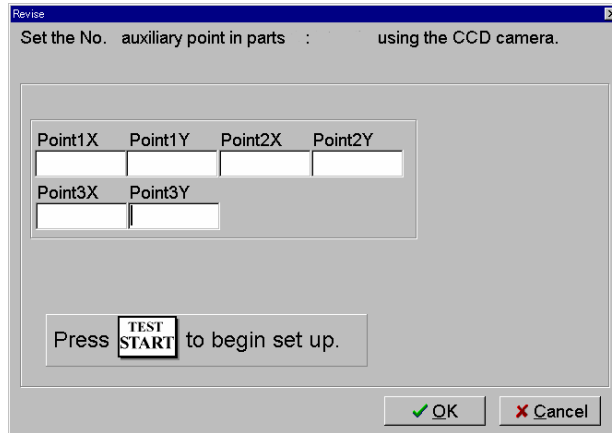 Revise
Set the No. auxiliary point in parts : using the CCD camera.
Point1X Point1Y Point2X Point2Y
Point3X Point3Y
Press TEST START to begin set up.
OK Cancel